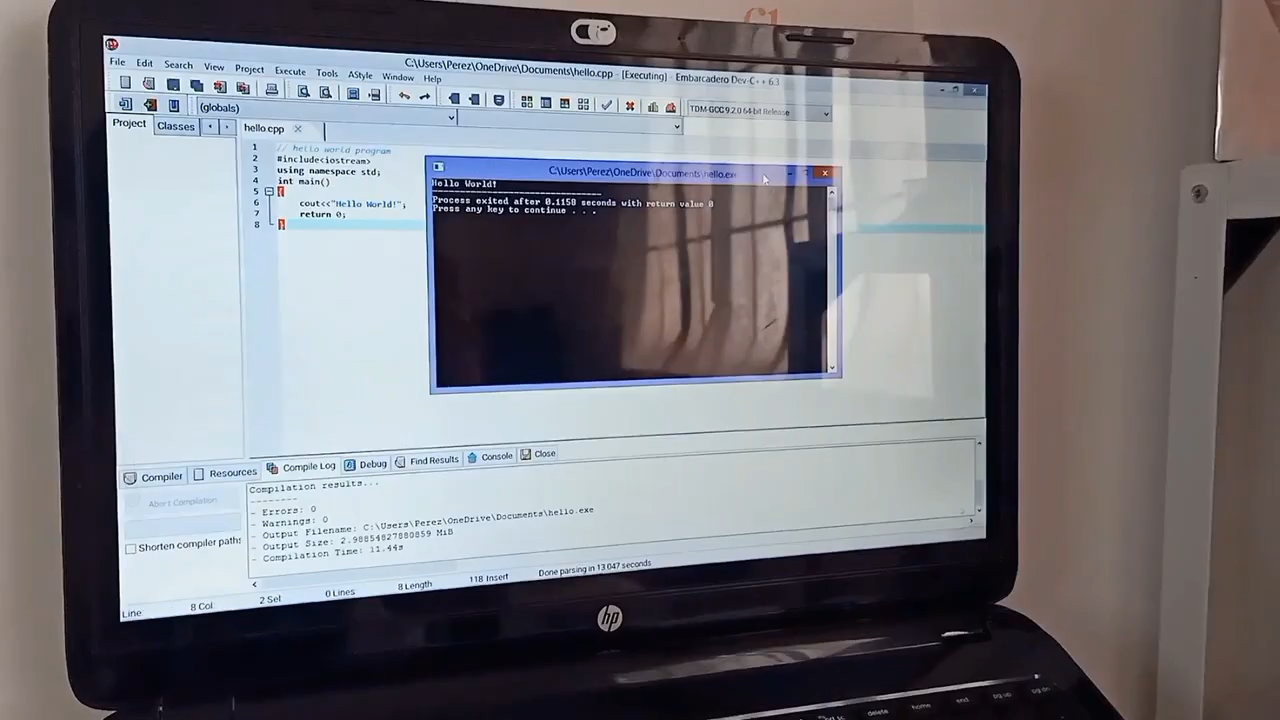 C:\Users\Perez\OneDrive\Documents\hello.cpp - [Executing] - Embarcadero Dev-C++ 6.3
File Edit Search View Project Execute Tools AStyle Window Help
TDM-GCC 9.2.0 64-bit Release
(globals)
Project Classes hello.cpp
1 // hello world program
2 #include<iostream>
3 using namespace std;
4 int main()
5 {
6 cout<<"Hello World!";
7 return 0;
8 }
C:\Users\Perez\OneDrive\Documents\hello.exe
Hello World!
--------------------------------
Process exited after 0.1158 seconds with return value 0
Press any key to continue . . .
Compiler Resources Compile Log Debug Find Results Console Close
Abort Compilation
Shorten compiler paths
Compilation results...
--------
- Errors: 0
- Warnings: 0
- Output Filename: C:\Users\Perez\OneDrive\Documents\hello.exe
- Output Size: 2.98854827880859 MiB
- Compilation Time: 11.44s
Line 8 Col 2 Sel 0 Lines 8 Length 118 Insert Done parsing in 13.047 seconds
hp
delete home end pg up pg dn